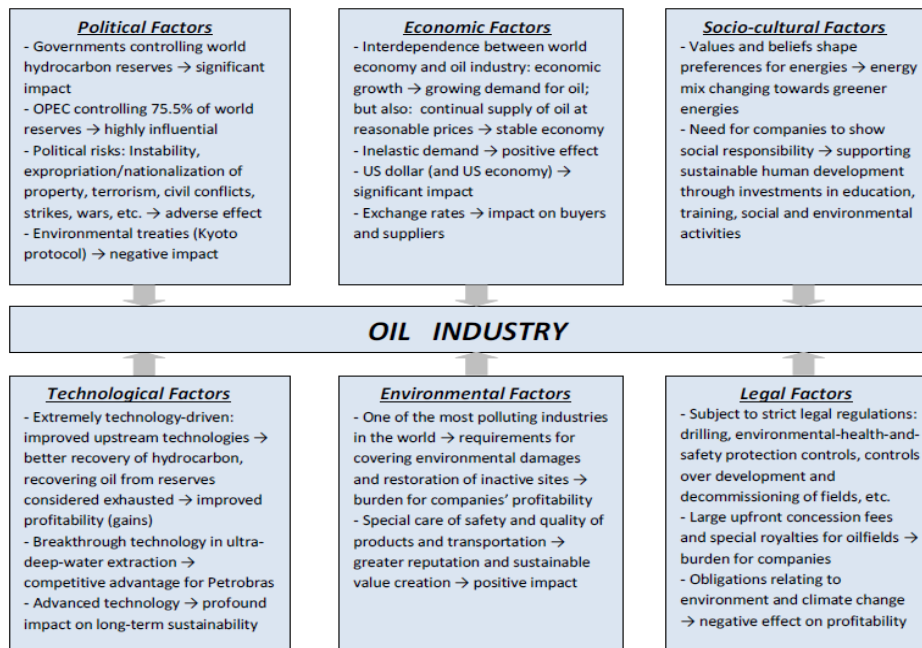 Political Factors
- Governments controlling world
hydrocarbon reserves → significant
impact
- OPEC controlling 75.5% of world
reserves → highly influential
- Political risks: Instability,
expropriation/nationalization of
property, terrorism, civil conflicts,
strikes, wars, etc. → adverse effect
- Environmental treaties (Kyoto
protocol) → negative impact
Economic Factors
- Interdependence between world
economy and oil industry: economic
growth → growing demand for oil;
but also: continual supply of oil at
reasonable prices → stable economy
- Inelastic demand → positive effect
- US dollar (and US economy) →
significant impact
- Exchange rates → impact on buyers
and suppliers
Socio-cultural Factors
- Values and beliefs shape
preferences for energies → energy
mix changing towards greener
energies
- Need for companies to show
social responsibility → supporting
sustainable human development
through investments in education,
training, social and environmental
activities
OIL INDUSTRY
Technological Factors
- Extremely technology-driven:
improved upstream technologies →
better recovery of hydrocarbon,
recovering oil from reserves
considered exhausted → improved
profitability (gains)
- Breakthrough technology in ultra-
deep-water extraction →
competitive advantage for Petrobras
- Advanced technology → profound
impact on long-term sustainability
Environmental Factors
- One of the most polluting industries
in the world → requirements for
covering environmental damages
and restoration of inactive sites →
burden for companies' profitability
- Special care of safety and quality of
products and transportation →
greater reputation and sustainable
value creation → positive impact
Legal Factors
- Subject to strict legal regulations:
drilling, environmental-health-and-
safety protection controls, controls
over development and
decommissioning of fields, etc.
- Large upfront concession fees
and special royalties for oilfields →
burden for companies
- Obligations relating to
environment and climate change
→ negative effect on profitability